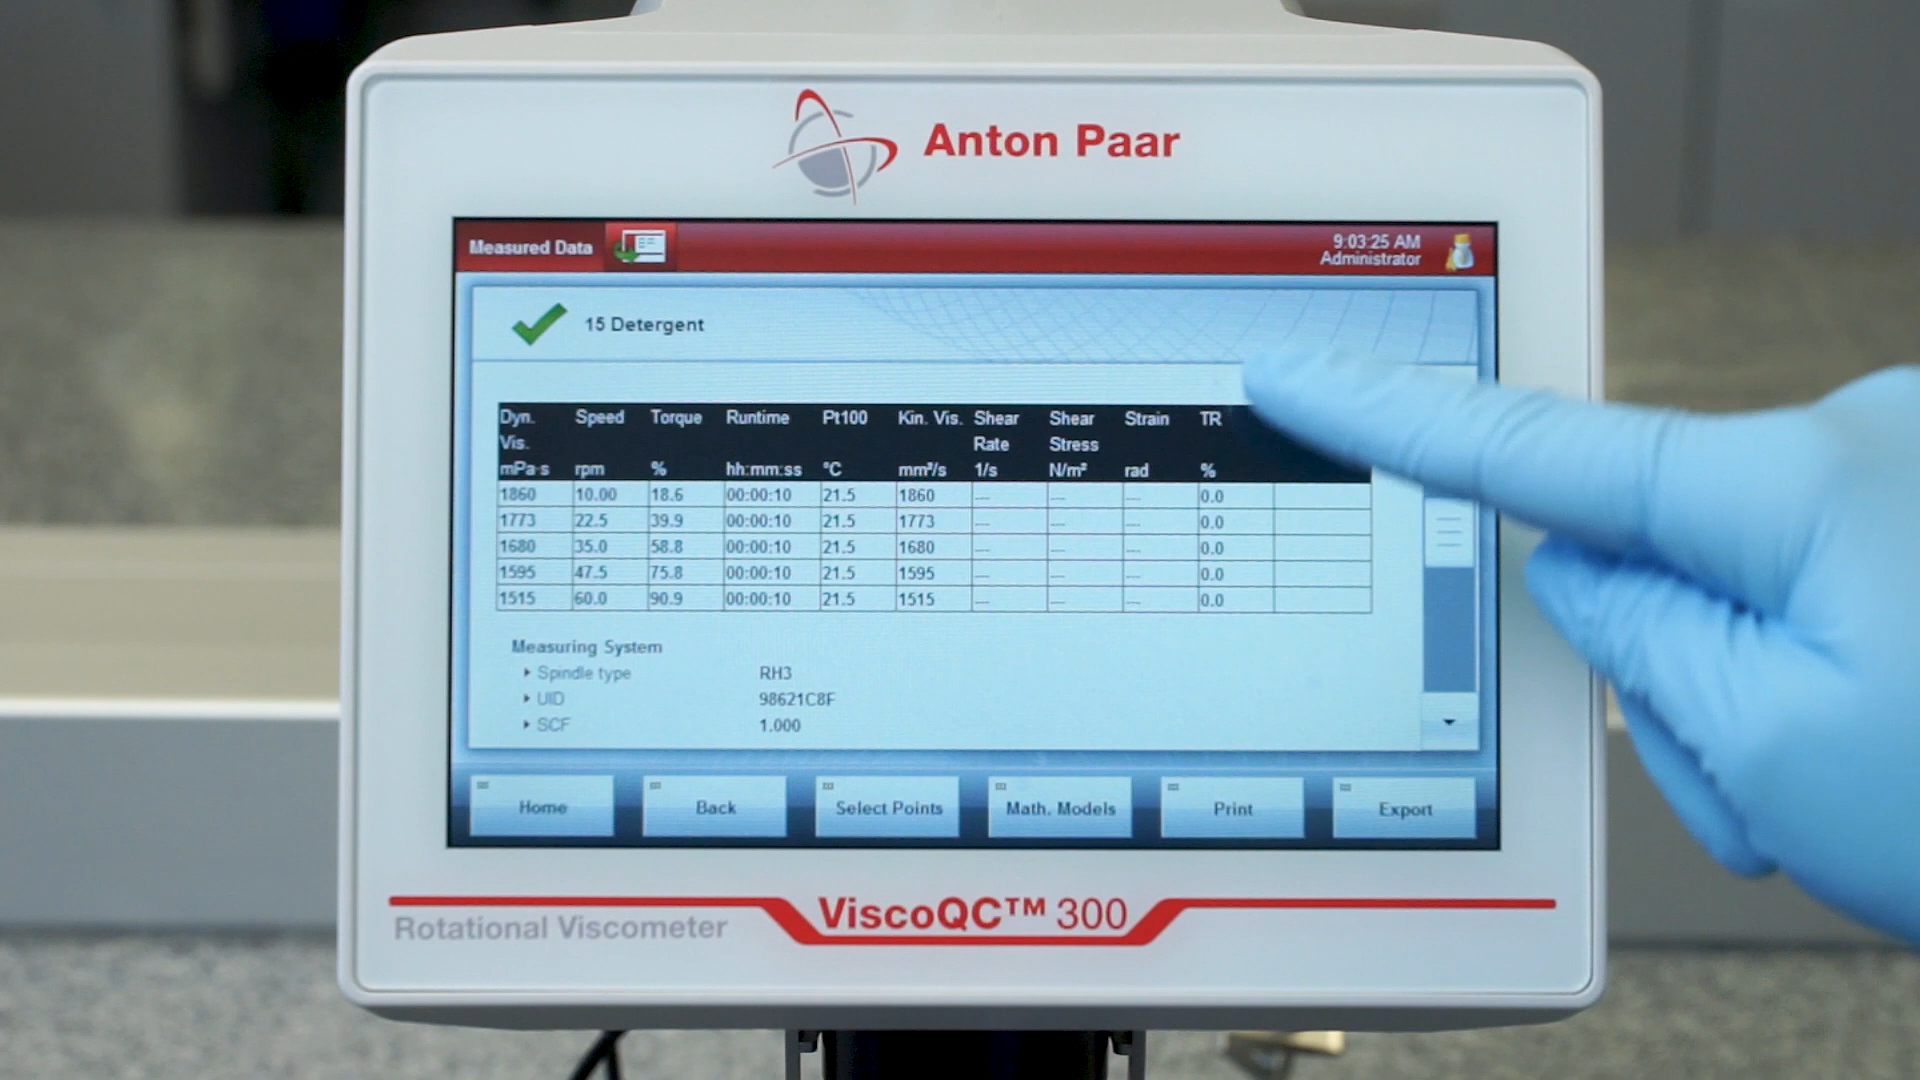 Anton Paar
Measured Data
9:03:25 AM
Administrator
15 Detergent
Dyn. Speed Torque Runtime Pt100 Kin. Vis. Shear Shear Strain TR
Vis. Rate Stress
mPa·s rpm % hh:mm:ss °C mm²/s 1/s N/m² rad %
1860 10.00 18.6 00:00:10 21.5 1860 --- --- --- 0.0
1773 22.5 39.9 00:00:10 21.5 1773 --- --- --- 0.0
1680 35.0 58.8 00:00:10 21.5 1680 --- --- --- 0.0
1595 47.5 75.8 00:00:10 21.5 1595 --- --- --- 0.0
1515 60.0 90.9 00:00:10 21.5 1515 --- --- --- 0.0
Measuring System
Spindle type RH3
UID 98621C8F
SCF 1.000
Home Back Select Points Math. Models Print Export
ViscoQC™ 300
Rotational Viscometer